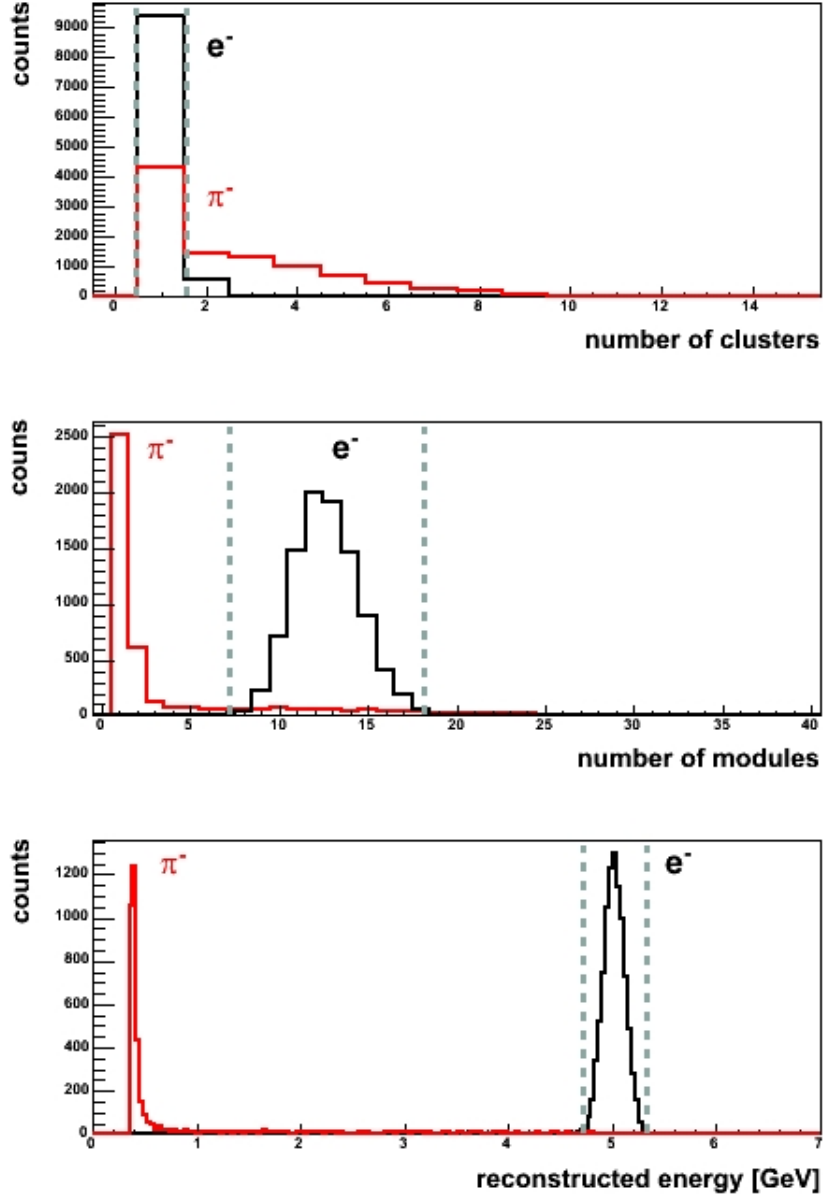 counts
9000
8000
7000
6000
5000
4000
3000
2000
1000
0
e-
π-
0 2 4 6 8 10 12 14
number of clusters
couns
2500
2000
1500
1000
500
0
π-
e-
0 5 10 15 20 25 30 35 40
number of modules
counts
1200
1000
800
600
400
200
0
π-
e-
0 1 2 3 4 5 6 7
reconstructed energy [GeV]